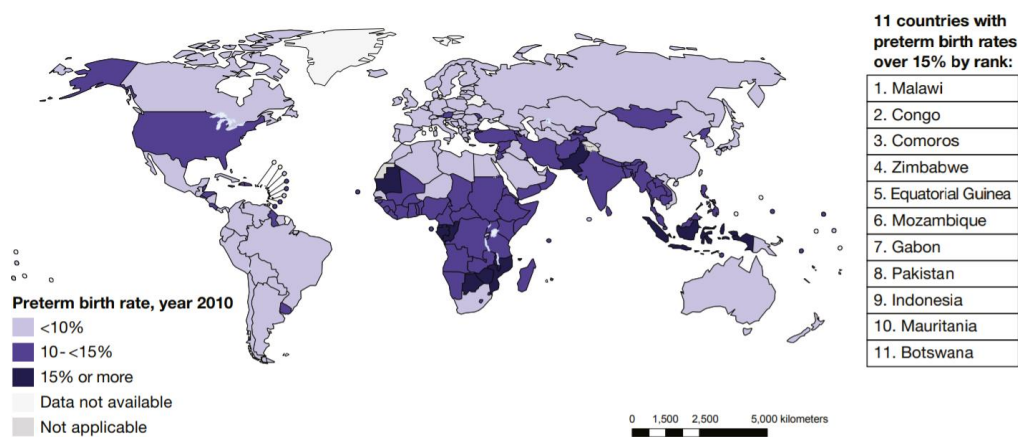 11 countries with
preterm birth rates
over 15% by rank:
1. Malawi
2. Congo
3. Comoros
4. Zimbabwe
5. Equatorial Guinea
6. Mozambique
7. Gabon
8. Pakistan
9. Indonesia
10. Mauritania
11. Botswana
Preterm birth rate, year 2010
<10%
10-<15%
15% or more
Data not available
Not applicable
0 1,500 2,500 5,000 kilometers